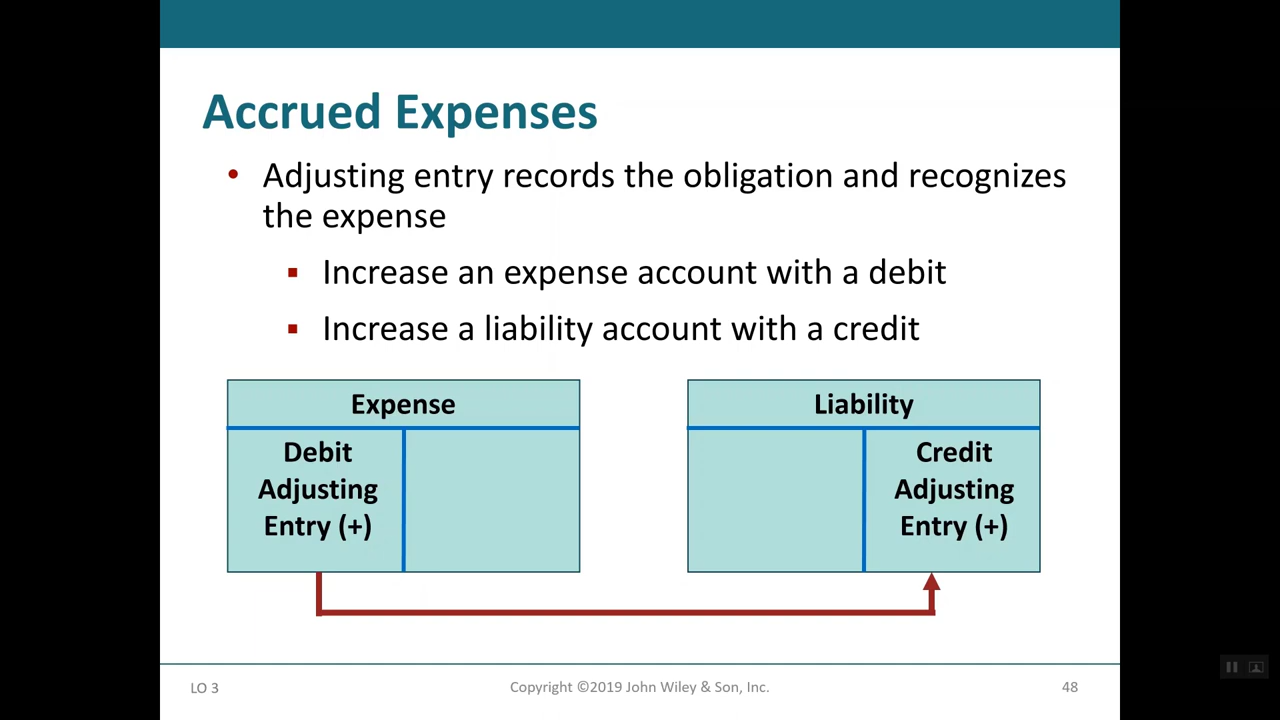 Accrued Expenses
• Adjusting entry records the obligation and recognizes
the expense
▪ Increase an expense account with a debit
▪ Increase a liability account with a credit
Expense
Debit
Adjusting
Entry (+)
Liability
Credit
Adjusting
Entry (+)
LO 3
Copyright ©2019 John Wiley & Son, Inc.
48